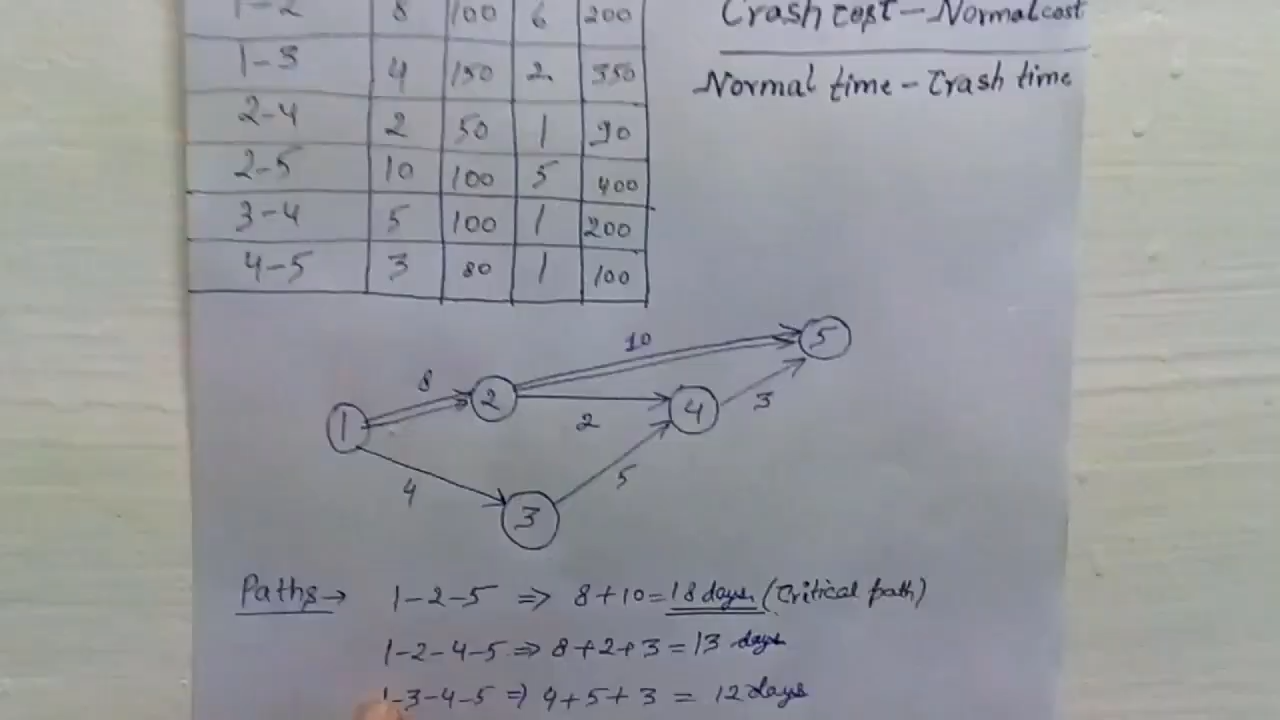 1-2 8 100 6 200
Crash cost - Normal cost
Normal time - Crash time
1-3 4 150 2 350
2-4 2 50 1 90
2-5 10 100 5 400
3-4 5 100 1 200
4-5 3 80 1 100
10
5
8
2
4
3
1
2
5
4
3
Paths → 1-2-5 ⇒ 8+10=18 days (Critical path)
1-2-4-5 ⇒ 8+2+3=13 days
1-3-4-5 ⇒ 4+5+3 = 12 days